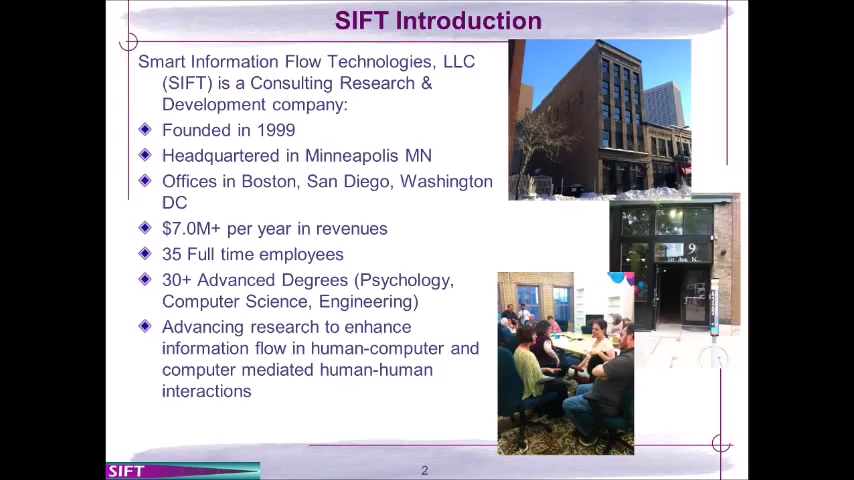 SIFT Introduction
Smart Information Flow Technologies, LLC
(SIFT) is a Consulting Research &
Development company:
Founded in 1999
Headquartered in Minneapolis MN
Offices in Boston, San Diego, Washington
DC
$7.0M+ per year in revenues
35 Full time employees
30+ Advanced Degrees (Psychology,
Computer Science, Engineering)
Advancing research to enhance
information flow in human-computer and
computer mediated human-human
interactions
9
1st Ave. N.
SIFT
2